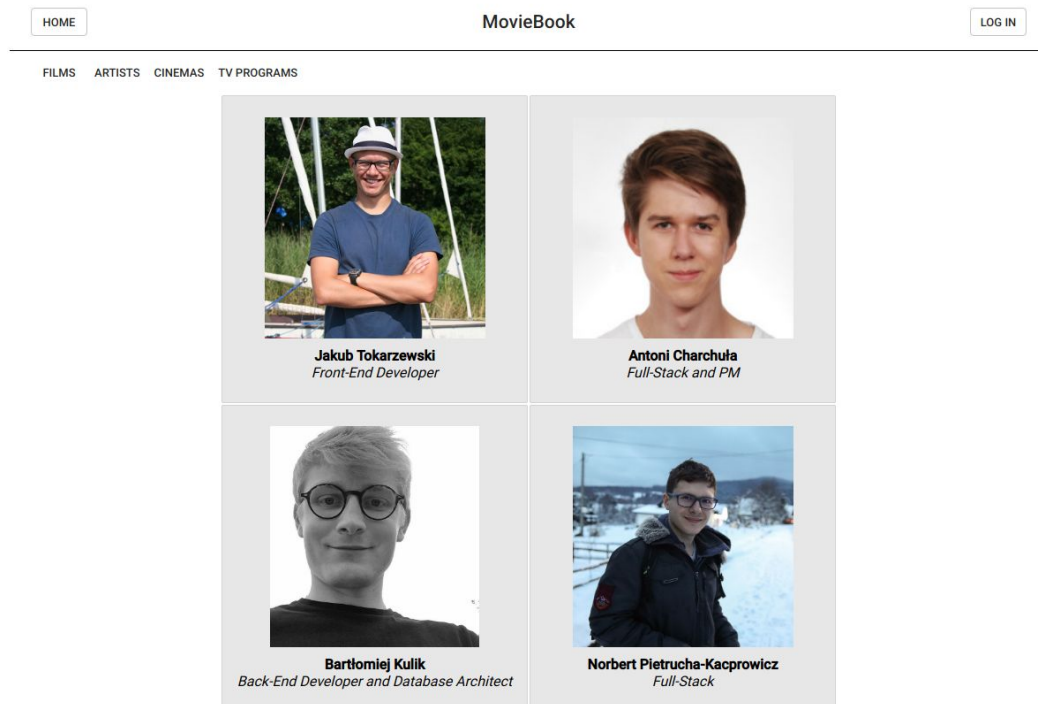 HOME
MovieBook
LOG IN
FILMS ARTISTS CINEMAS TV PROGRAMS
Jakub Tokarzewski
Front-End Developer
Antoni Charchuła
Full-Stack and PM
Bartłomiej Kulik
Back-End Developer and Database Architect
Norbert Pietrucha-Kacprowicz
Full-Stack